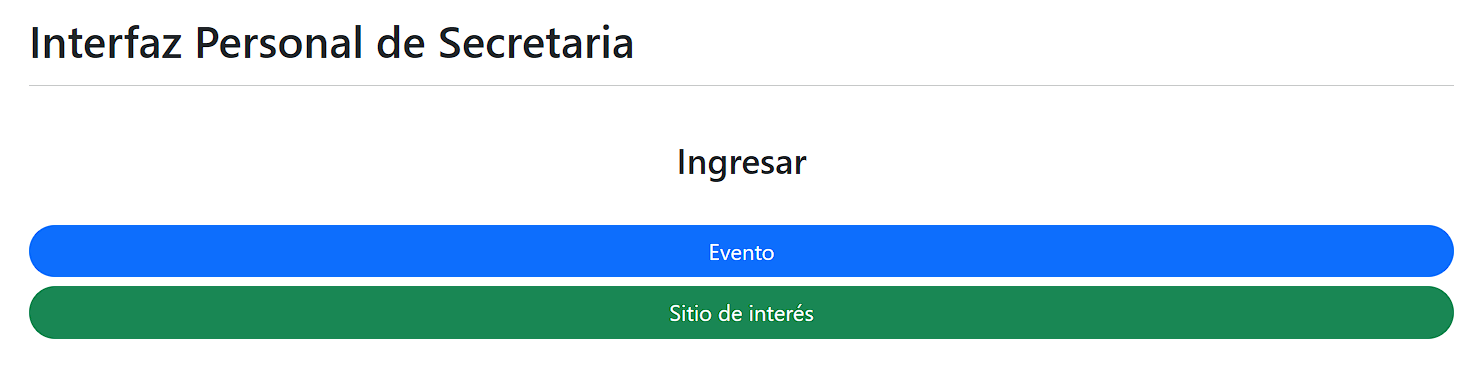 Interfaz Personal de Secretaria
Ingresar
Evento
Sitio de interés